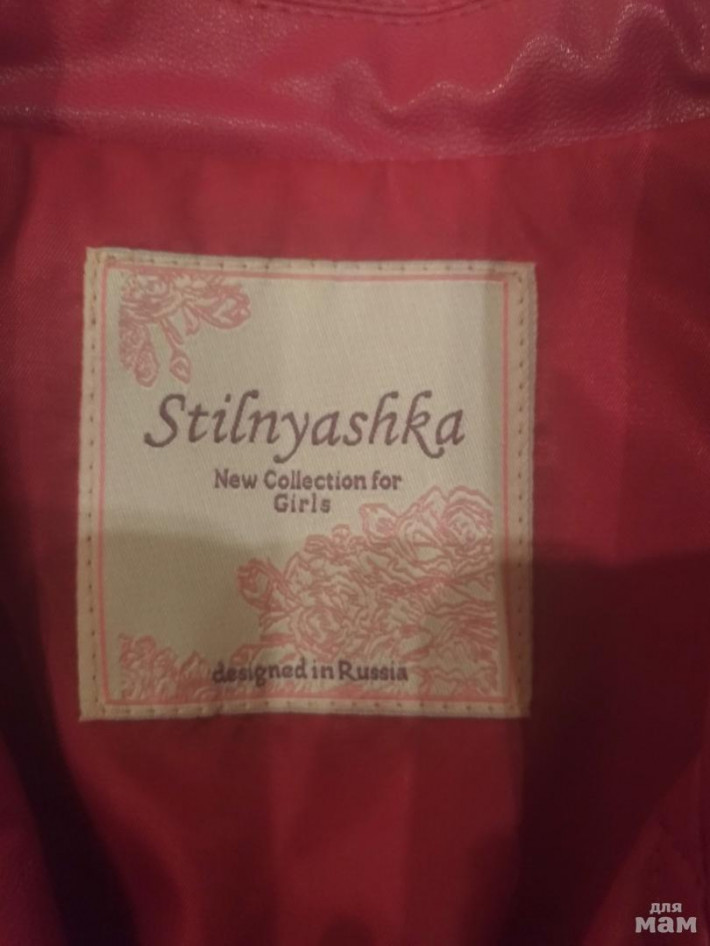 Stilnyashka
New Collection for
Girls
designed in Russia
для
мам